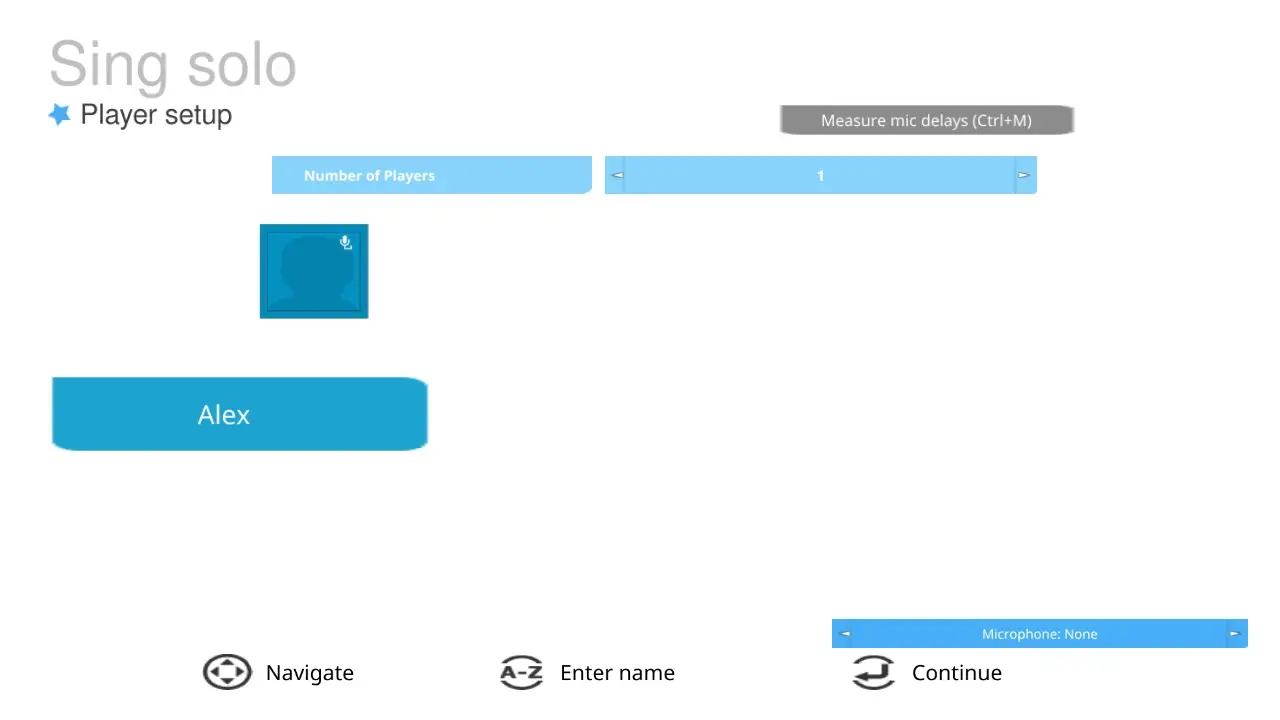 Sing solo
Player setup
Measure mic delays (Ctrl+M)
Number of Players
1
Alex
Microphone: None
Navigate
A-Z
Enter name
Continue